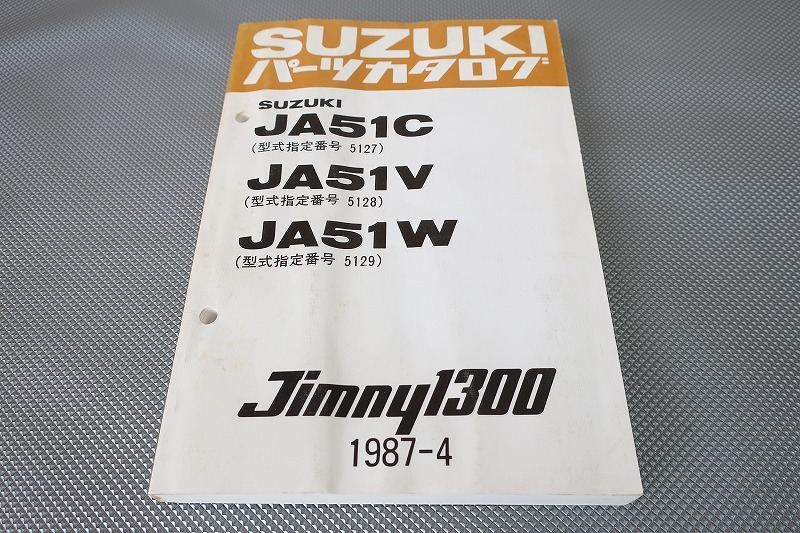 SUZUKI
パーツカタログ
SUZUKI
JA51C
(型式指定番号 5127)
JA51V
(型式指定番号 5128)
JA51W
(型式指定番号 5129)
Jimny1300
1987-4